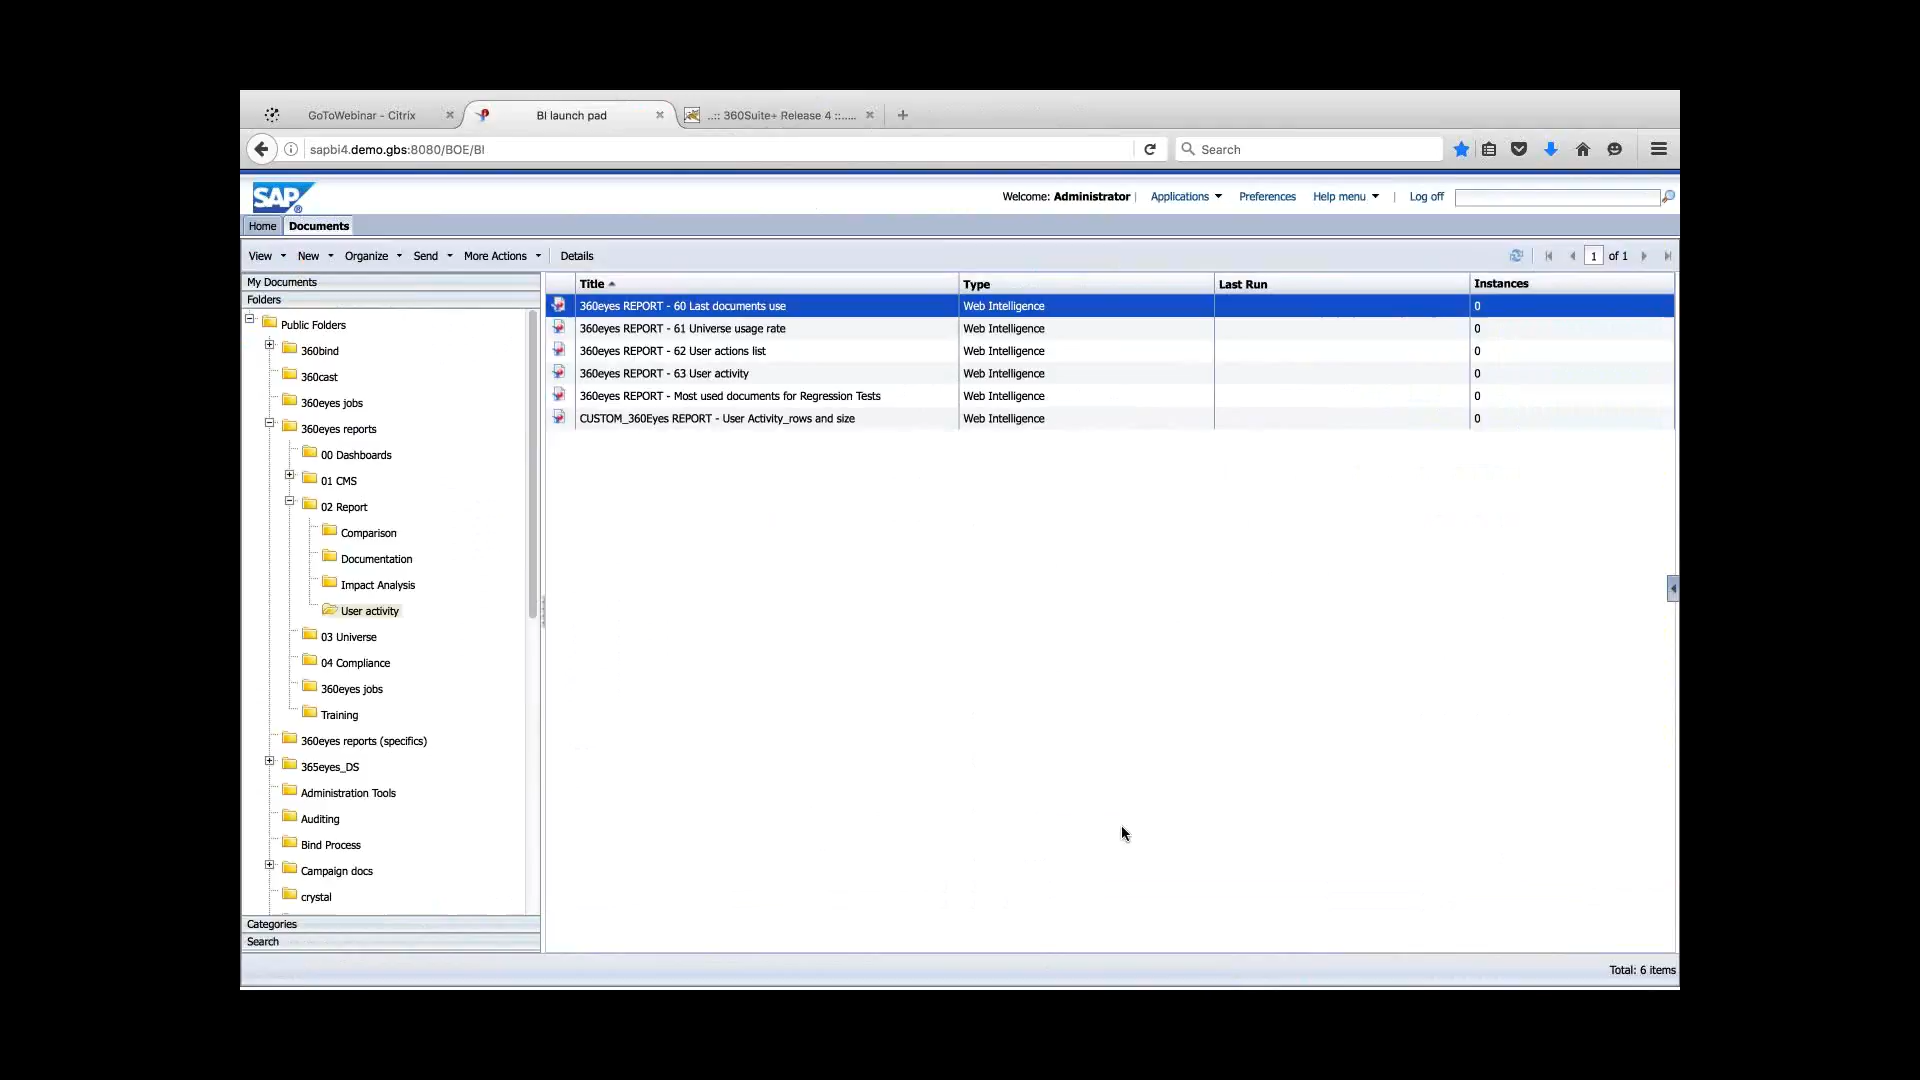 GoToWebinar - Citrix
BI launch pad
..:: 360Suite+ Release 4 ::.....
sapbi4.demo.gbs:8080/BOE/BI
Search
SAP
Welcome: Administrator
Applications
Preferences
Help menu
Log off
Home
Documents
View
New
Organize
Send
More Actions
Details
1 of 1
My Documents
Folders
Public Folders
360bind
360cast
360eyes jobs
360eyes reports
00 Dashboards
01 CMS
02 Report
Comparison
Documentation
Impact Analysis
User activity
03 Universe
04 Compliance
360eyes jobs
Training
360eyes reports (specifics)
365eyes_DS
Administration Tools
Auditing
Bind Process
Campaign docs
crystal
Categories
Search
Title Type Last Run Instances
360eyes REPORT - 60 Last documents use Web Intelligence 0
360eyes REPORT - 61 Universe usage rate Web Intelligence 0
360eyes REPORT - 62 User actions list Web Intelligence 0
360eyes REPORT - 63 User activity Web Intelligence 0
360eyes REPORT - Most used documents for Regression Tests Web Intelligence 0
CUSTOM_360Eyes REPORT - User Activity_rows and size Web Intelligence 0
Total: 6 items